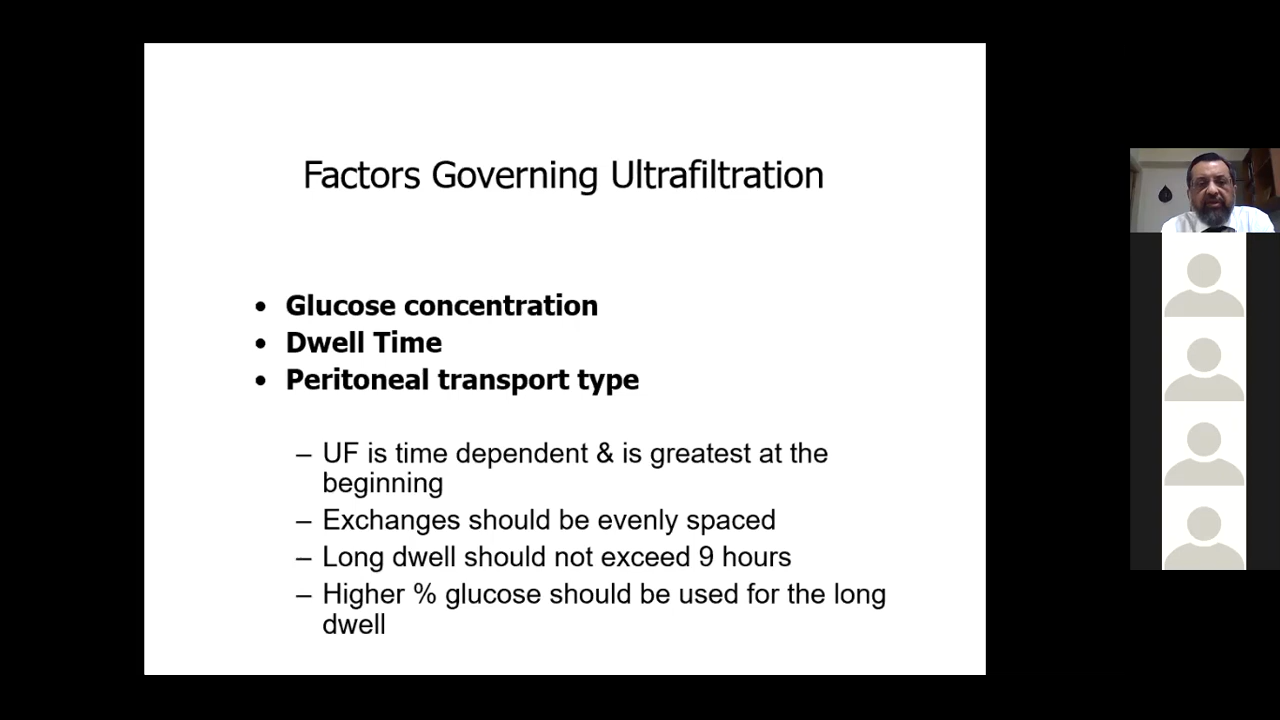 Factors Governing Ultrafiltration
• Glucose concentration
• Dwell Time
• Peritoneal transport type
– UF is time dependent & is greatest at the
beginning
– Exchanges should be evenly spaced
– Long dwell should not exceed 9 hours
– Higher % glucose should be used for the long
dwell